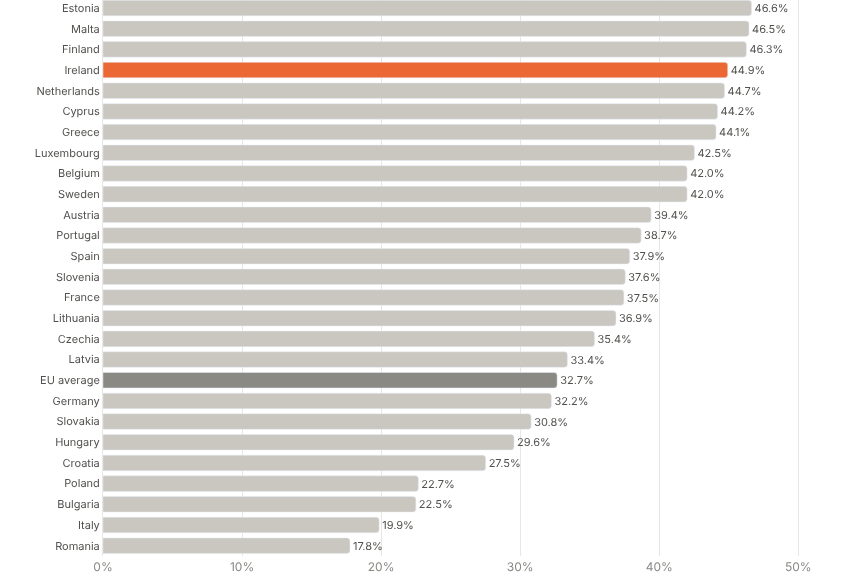 Estonia 46.6%
Malta 46.5%
Finland 46.3%
Ireland 44.9%
Netherlands 44.7%
Cyprus 44.2%
Greece 44.1%
Luxembourg 42.5%
Belgium 42.0%
Sweden 42.0%
Austria 39.4%
Portugal 38.7%
Spain 37.9%
Slovenia 37.6%
France 37.5%
Lithuania 36.9%
Czechia 35.4%
Latvia 33.4%
EU average 32.7%
Germany 32.2%
Slovakia 30.8%
Hungary 29.6%
Croatia 27.5%
Poland 22.7%
Bulgaria 22.5%
Italy 19.9%
Romania 17.8%
0% 10% 20% 30% 40% 50%